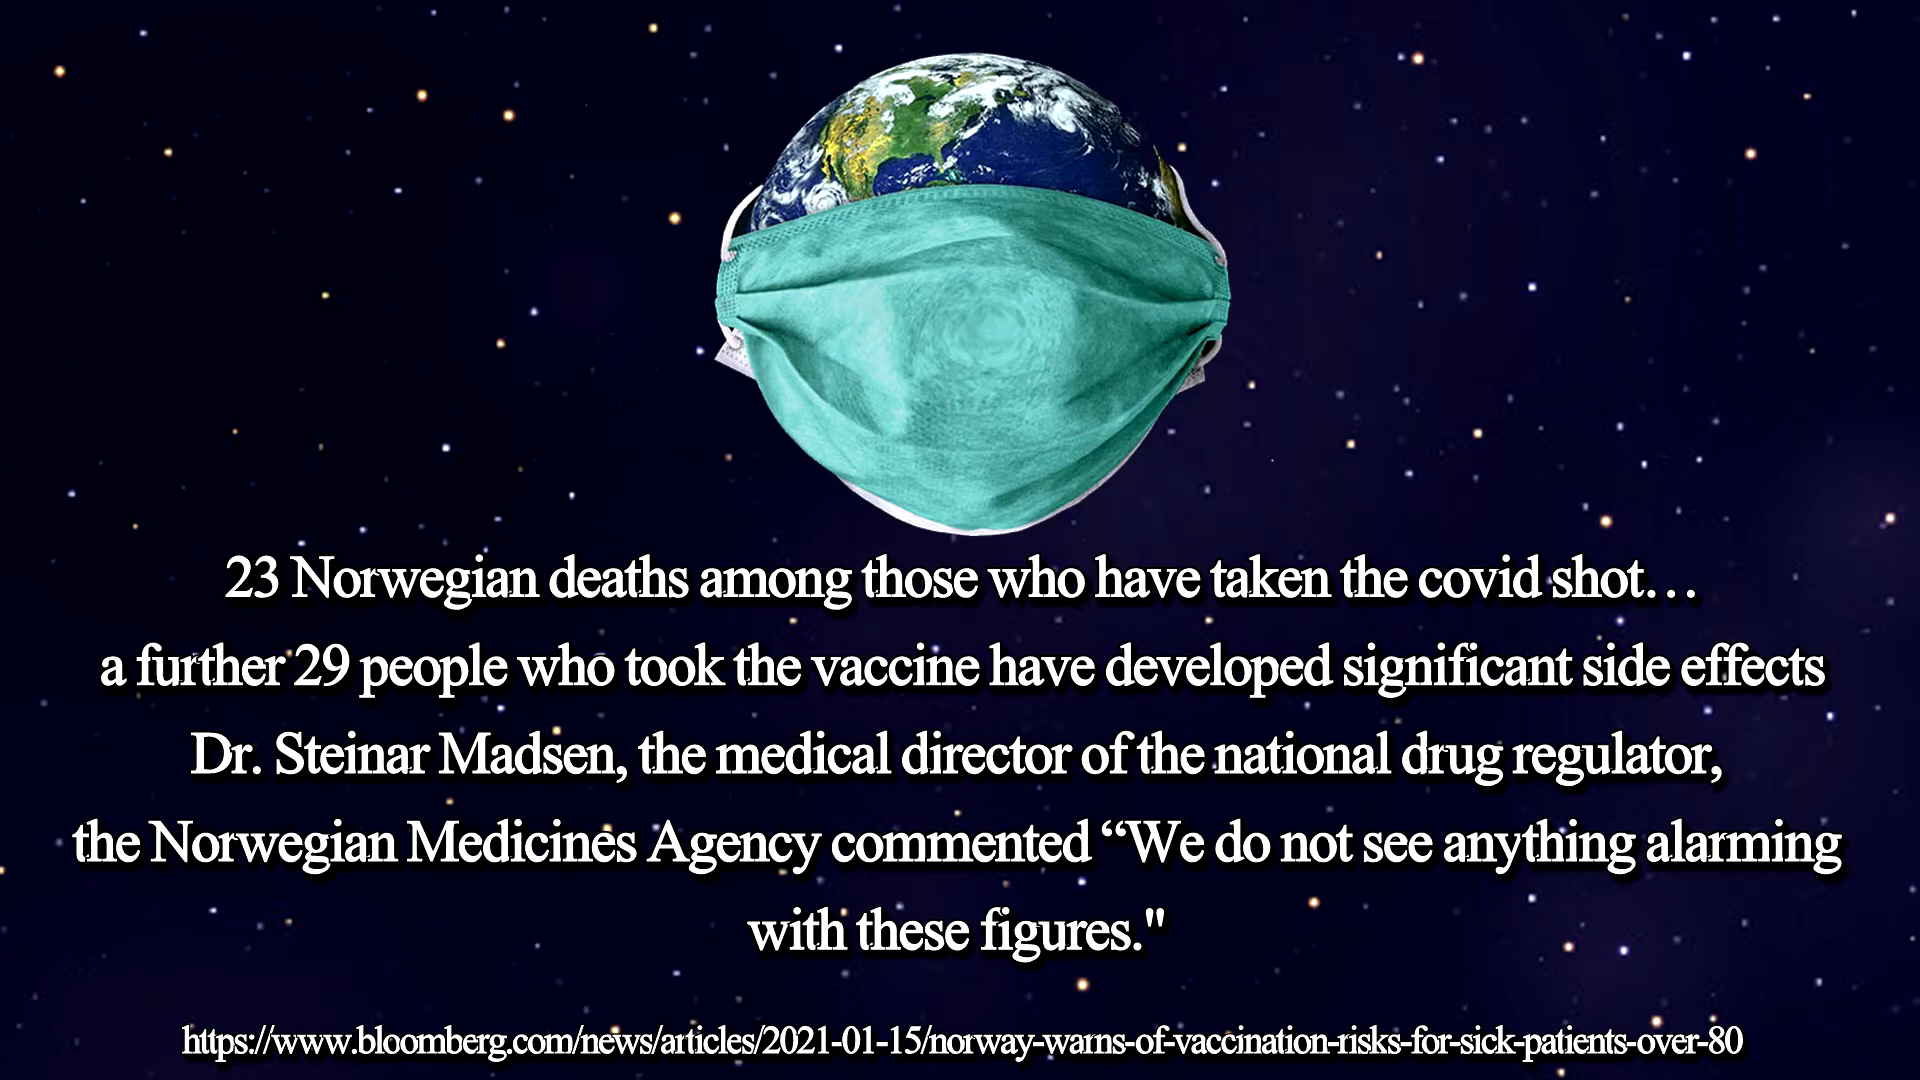 23 Norwegian deaths among those who have taken the covid shot…
a further 29 people who took the vaccine have developed significant side effects
Dr. Steinar Madsen, the medical director of the national drug regulator,
the Norwegian Medicines Agency commented “We do not see anything alarming
with these figures."
https://www.bloomberg.com/news/articles/2021-01-15/norway-warns-of-vaccination-risks-for-sick-patients-over-80